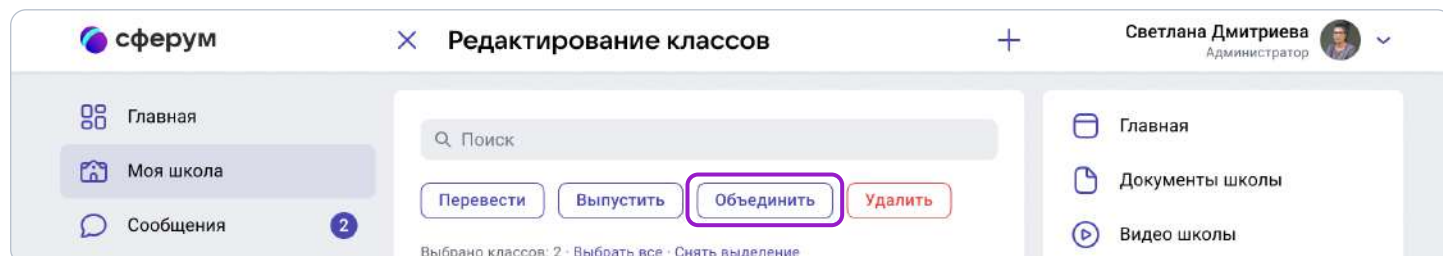 сферум
Редактирование классов
Светлана Дмитриева
Администратор
Главная
Моя школа
Сообщения 2
Поиск
Перевести Выпустить Объединить Удалить
Выбрано классов: 2 · Выбрать все · Снять выделение
Главная
Документы школы
Видео школы